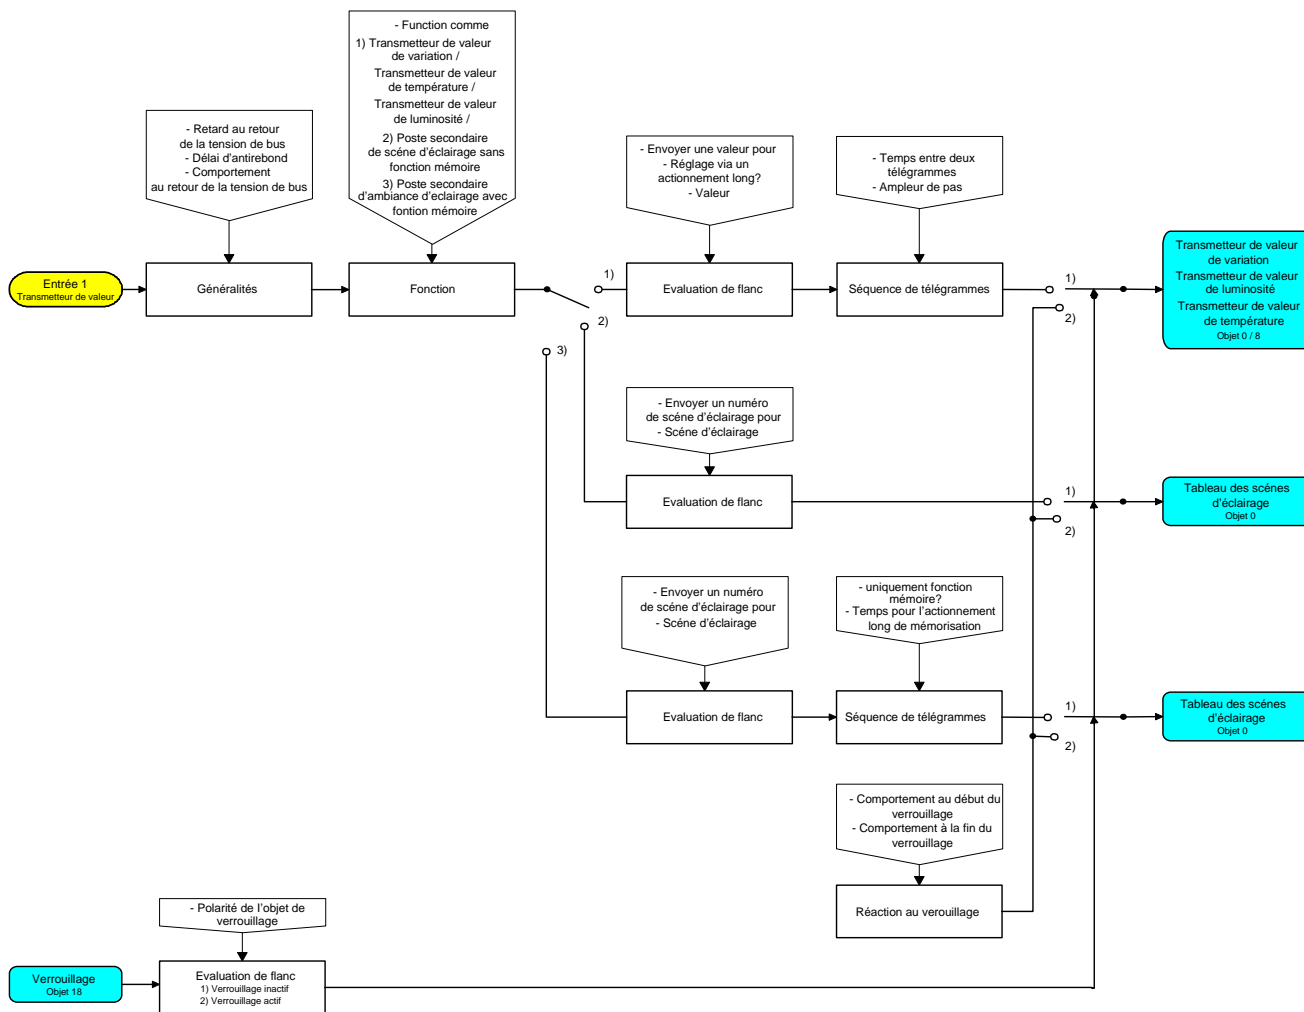 - Function comme
1) Transmetteur de valeur
de variation /
Transmetteur de valeur
de température /
Transmetteur de valeur
de luminosité /
2) Poste secondaire
de scéne d'éclairage sans
fonction mémoire
3) Poste secondaire
d'ambiance d'eclairage avec
fontion mémoire
- Retard au retour
de la tension de bus
- Délai d'antirebond
- Comportement
au retour de la tension de bus
- Envoyer une valeur pour
- Réglage via un
actionnement long?
- Valeur
- Temps entre deux
télégrammes
- Ampleur de pas
Entrée 1
Transmetteur de valeur
Généralités
Fonction
1)
2)
3)
Evaluation de flanc
Séquence de télégrammes
1)
2)
Transmetteur de valeur
de variation
Transmetteur de valeur
de luminosité
Transmetteur de valeur
de température
Objet 0 / 8
- Envoyer un numéro
de scéne d'éclairage pour
- Scéne d'éclairage
Evaluation de flanc
1)
2)
Tableau des scénes
d'éclairage
Objet 0
- Envoyer un numéro
de scéne d'éclairage pour
- Scéne d'éclairage
- uniquement fonction
mémoire?
- Temps pour l'actionnement
long de mémorisation
Evaluation de flanc
Séquence de télégrammes
1)
2)
Tableau des scénes
d'éclairage
Objet 0
- Comportement au début du
verrouillage
- Comportement à la fin du
verrouillage
Réaction au verouillage
- Polarité de l'objet de
verrouillage
Verrouillage
Objet 18
Evaluation de flanc
1) Verrouillage inactif
2) Verrouillage actif